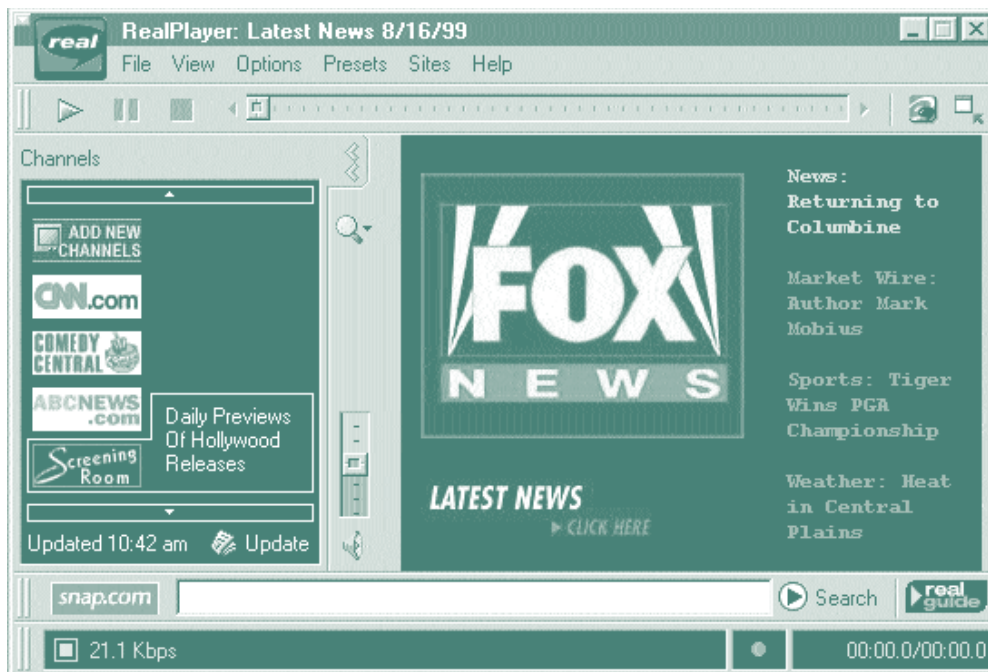 real
RealPlayer: Latest News 8/16/99
File View Options Presets Sites Help
Channels
ADD NEW
CHANNELS
CNN.com
COMEDY
CENTRAL
ABCNEWS
.com
Screening
Room
Daily Previews
Of Hollywood
Releases
Updated 10:42 am Update
FOX
NEWS
LATEST NEWS
CLICK HERE
News:
Returning to
Columbine
Market Wire:
Author Mark
Mobius
Sports: Tiger
Wins PGA
Championship
Weather: Heat
in Central
Plains
snap.com Search real
guide
21.1 Kbps 00:00.0/00:00.0